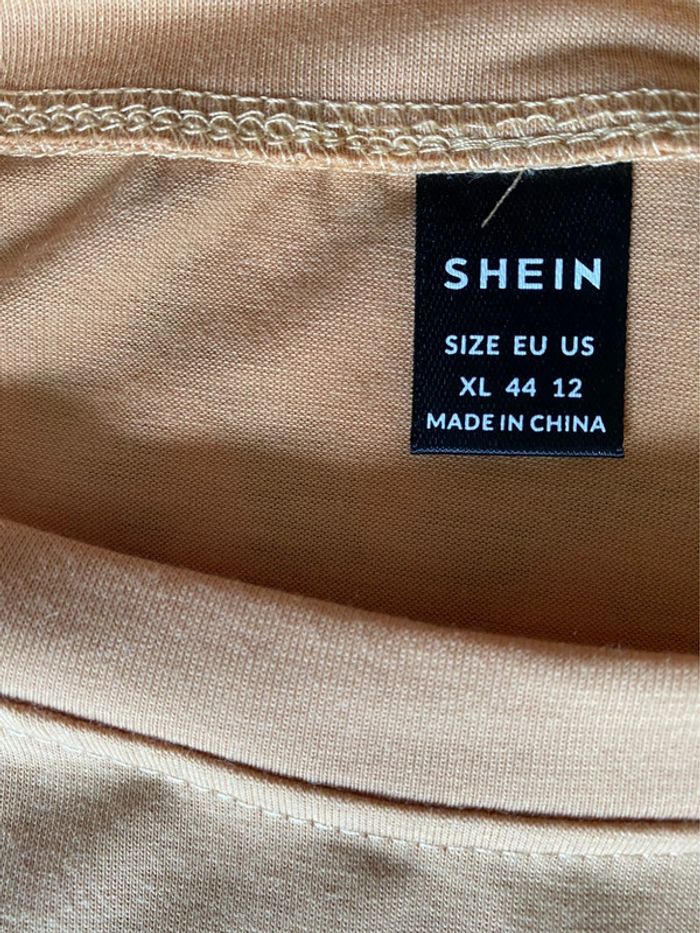 SHEIN
SIZE EU US
XL 44 12
MADE IN CHINA